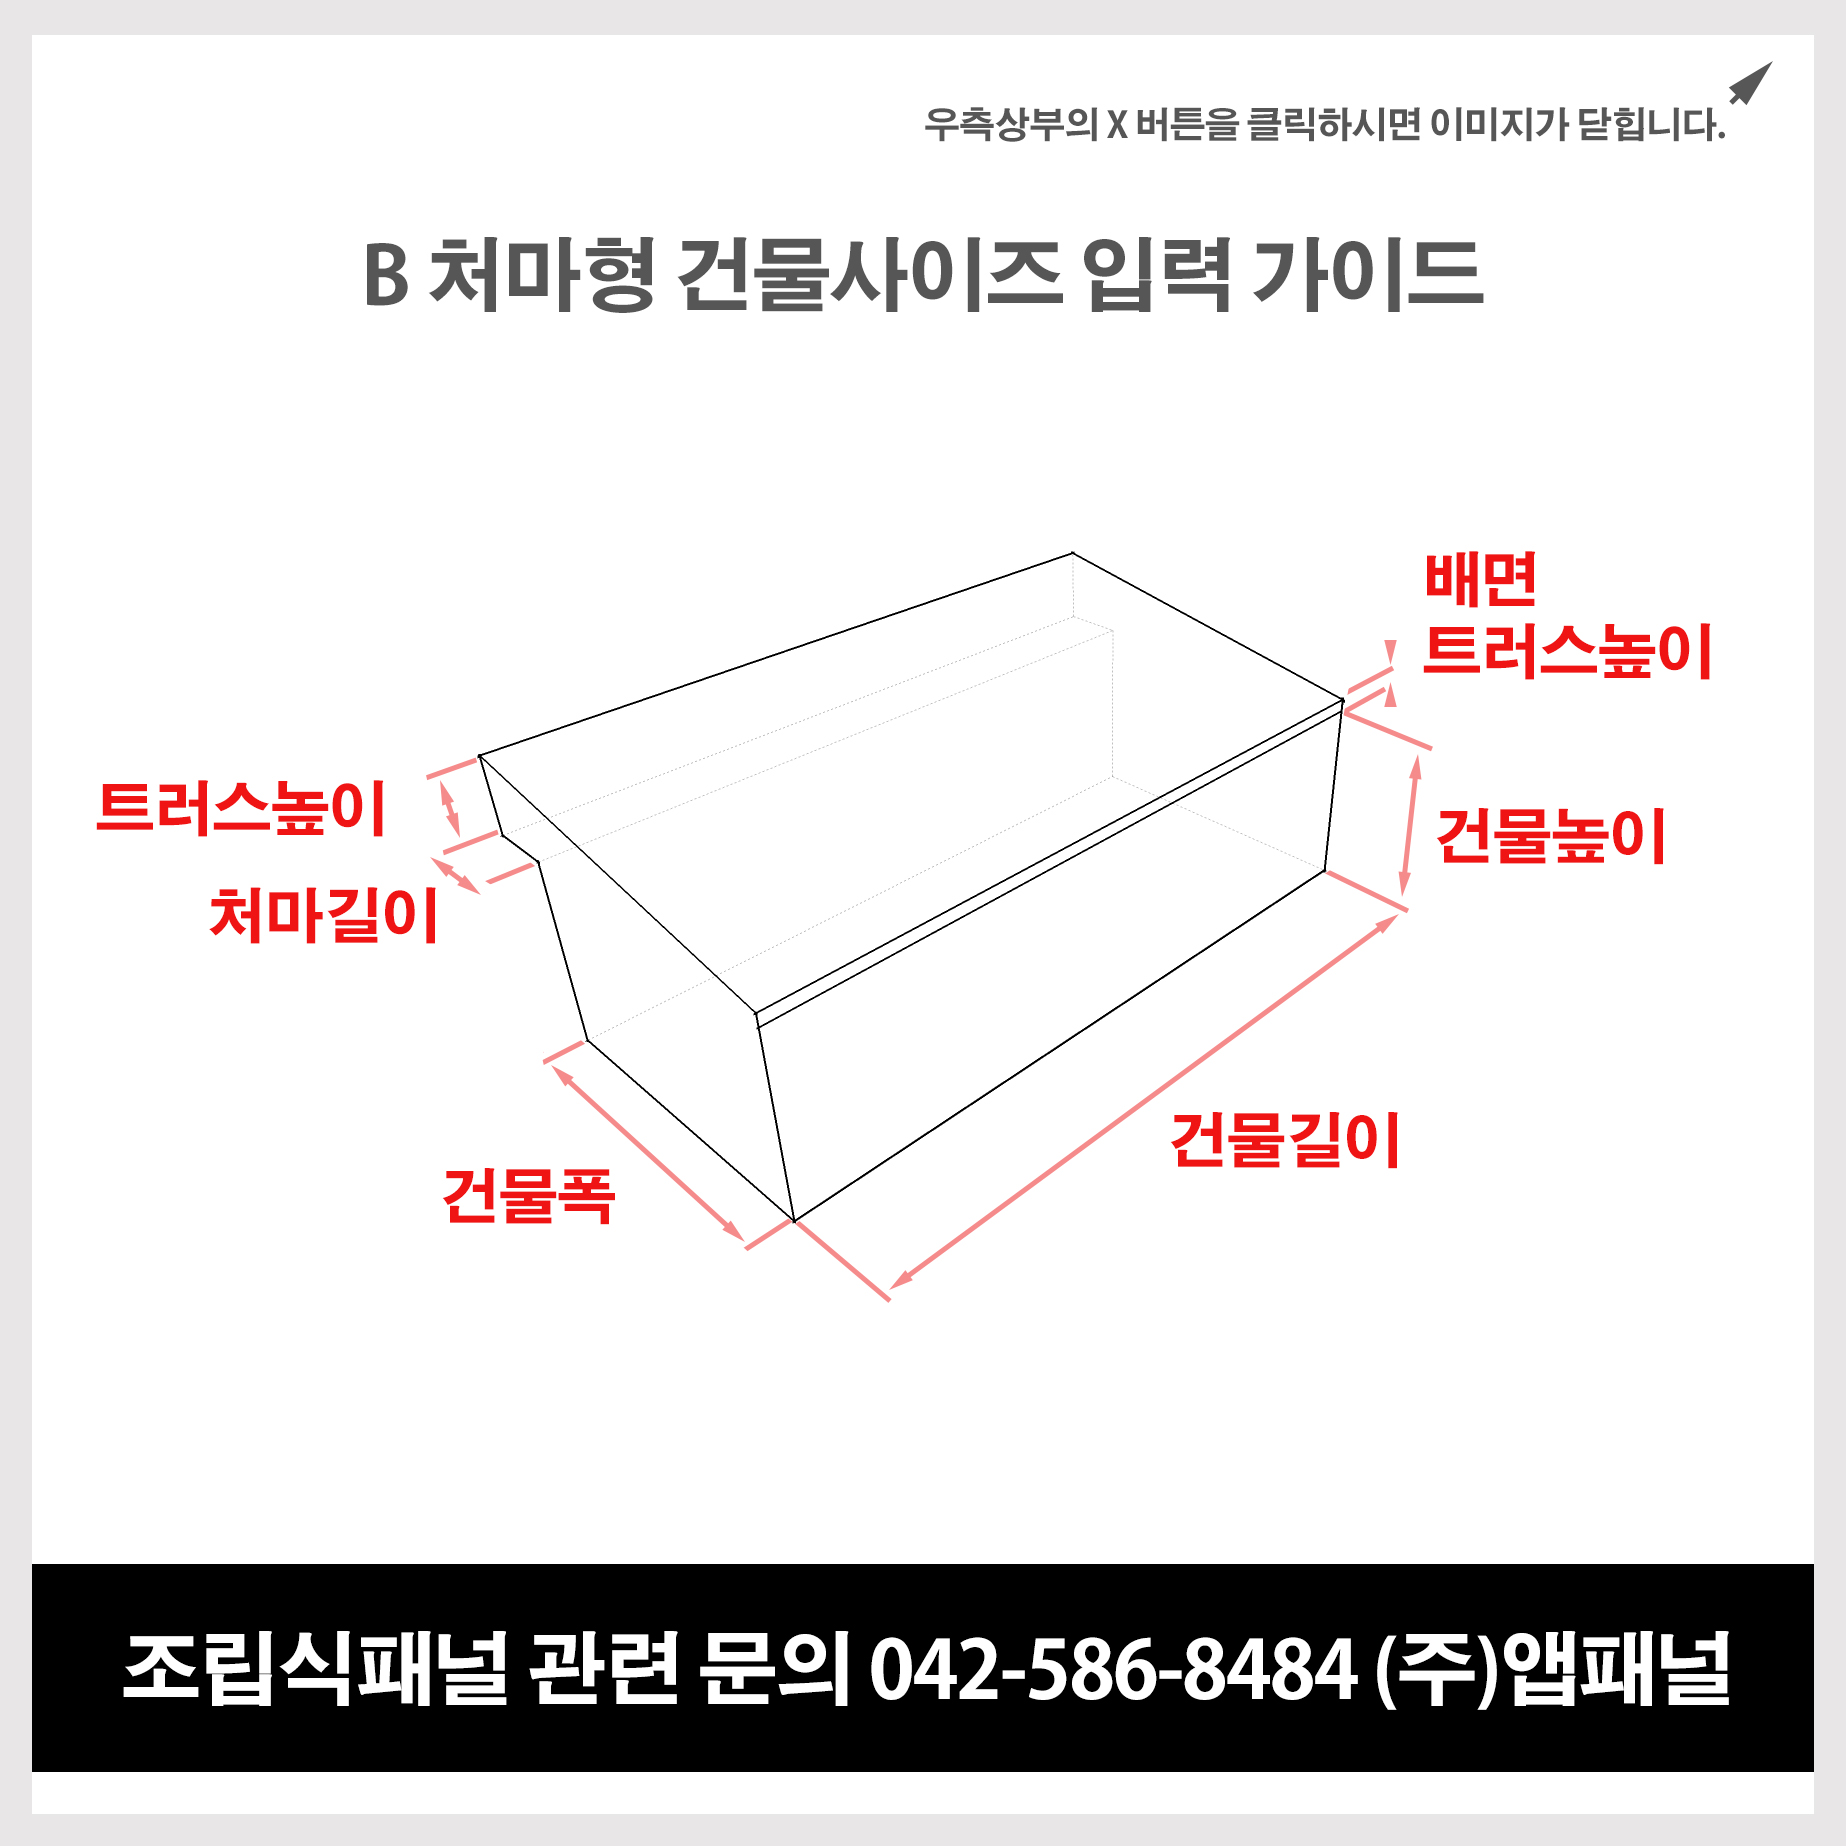 우측상부의 X 버튼을 클릭하시면 이미지가 닫힙니다.
B 처마형 건물사이즈 입력 가이드
배면
트러스높이
트러스높이
건물높이
처마길이
건물길이
건물폭
조립식패널 관련 문의 042-586-8484 (주)앱패널